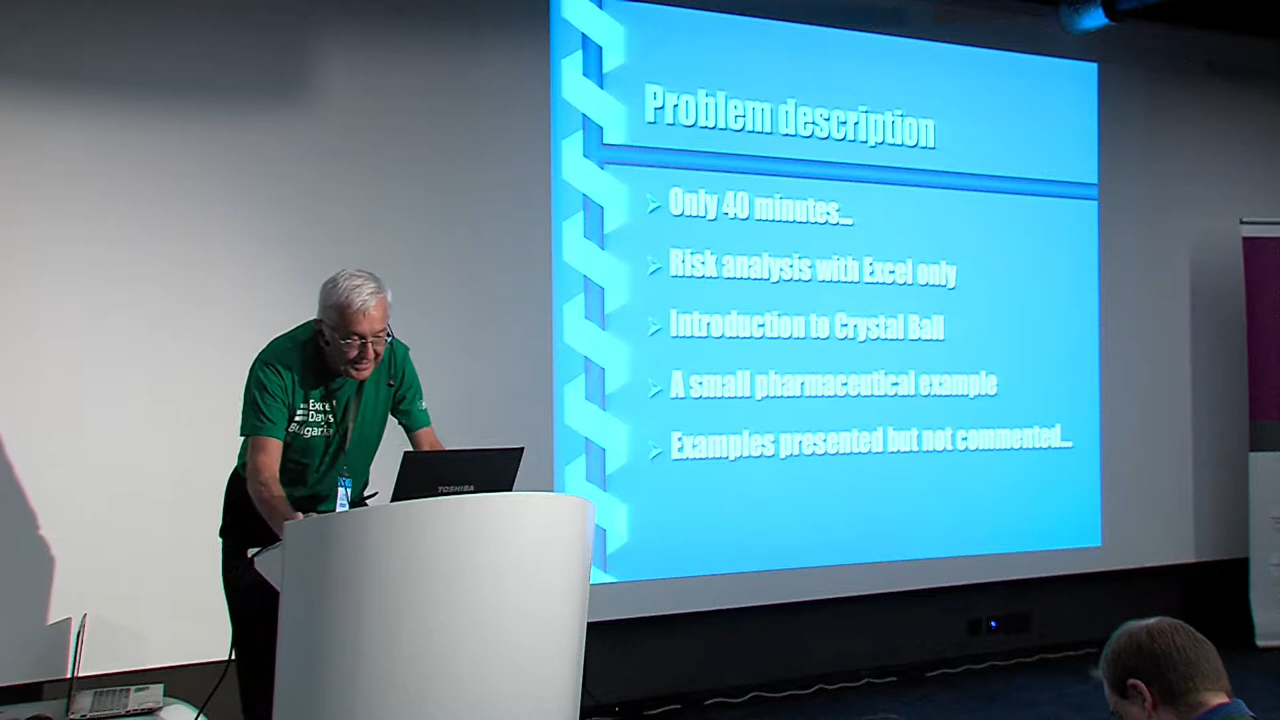 Problem description
Only 40 minutes...
Risk analysis with Excel only
Introduction to Crystal Ball
A small pharmaceutical example
Examples presented but not commented...
Excel
Days
Bulgaria
TOSHIBA